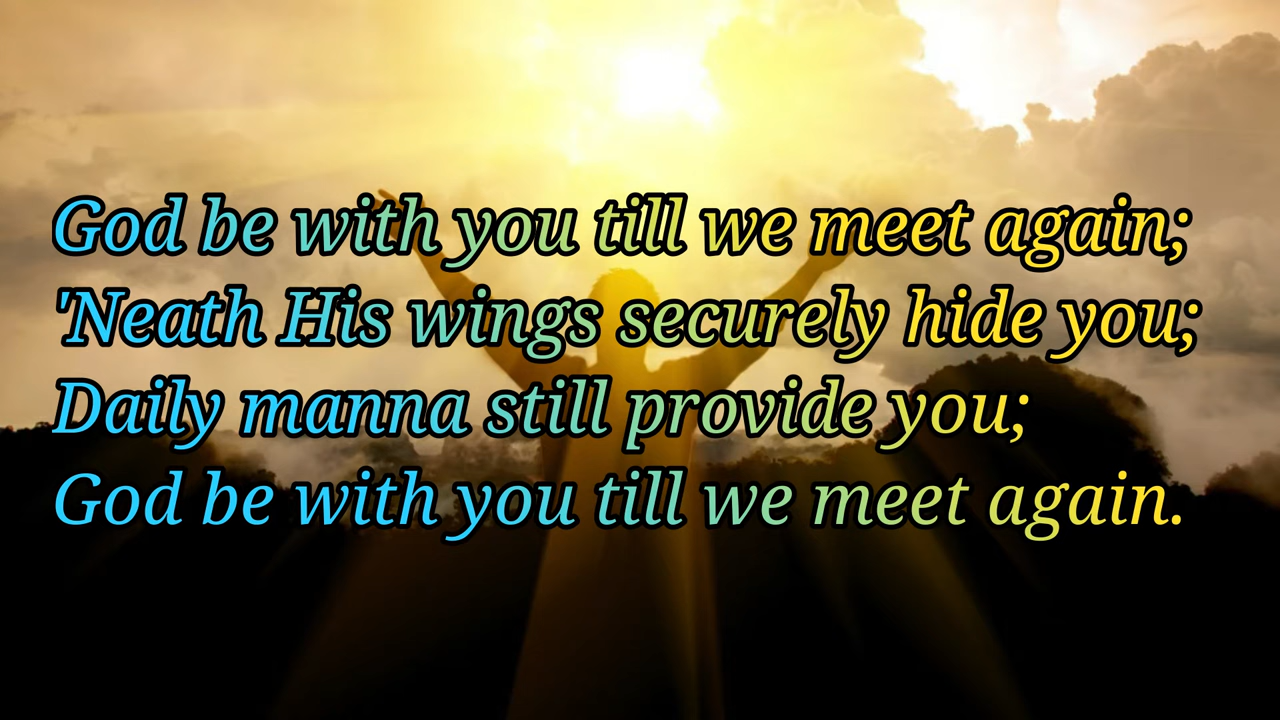 God be with you till we meet again;
'Neath His wings securely hide you;
Daily manna still provide you;
God be with you till we meet again.